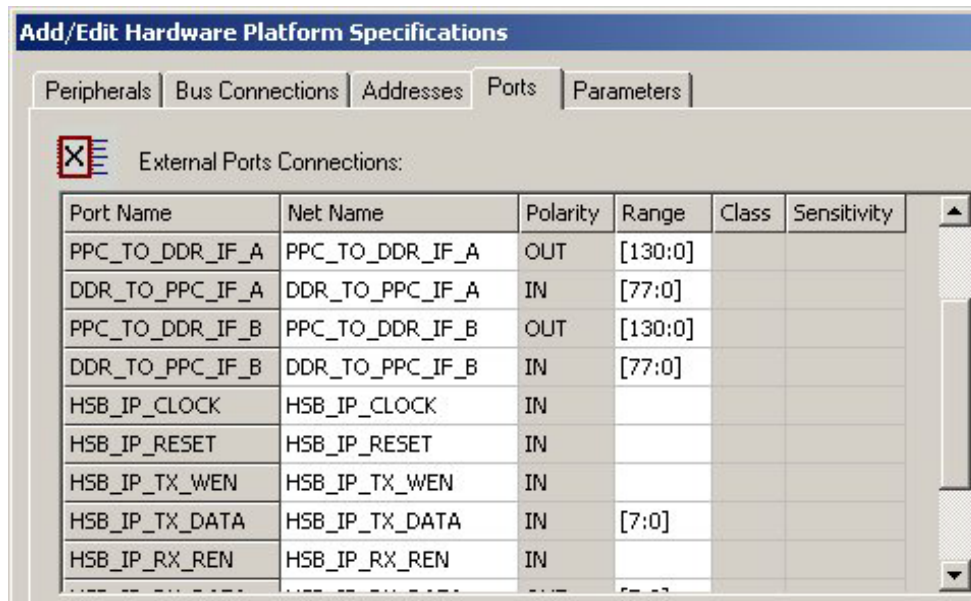 Add/Edit Hardware Platform Specifications
Peripherals Bus Connections Addresses Ports Parameters
External Ports Connections:
Port Name Net Name Polarity Range Class Sensitivity
PPC_TO_DDR_IF_A PPC_TO_DDR_IF_A OUT [130:0]
DDR_TO_PPC_IF_A DDR_TO_PPC_IF_A IN [77:0]
PPC_TO_DDR_IF_B PPC_TO_DDR_IF_B OUT [130:0]
DDR_TO_PPC_IF_B DDR_TO_PPC_IF_B IN [77:0]
HSB_IP_CLOCK HSB_IP_CLOCK IN
HSB_IP_RESET HSB_IP_RESET IN
HSB_IP_TX_WEN HSB_IP_TX_WEN IN
HSB_IP_TX_DATA HSB_IP_TX_DATA IN [7:0]
HSB_IP_RX_REN HSB_IP_RX_REN IN